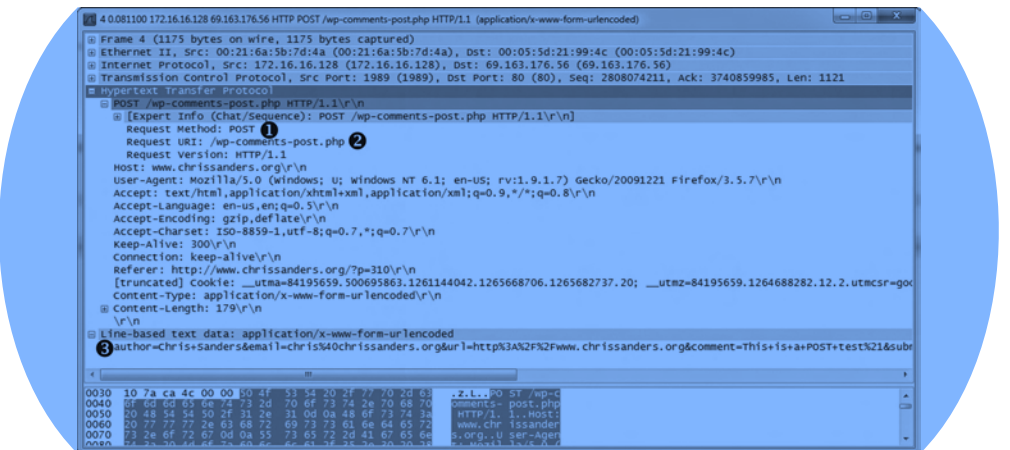 4 0.081100 172.16.16.128 69.163.176.56 HTTP POST /wp-comments-post.php HTTP/1.1 (application/x-www-form-urlencoded)
Frame 4 (1175 bytes on wire, 1175 bytes captured)
Ethernet II, Src: 00:21:6a:5b:7d:4a (00:21:6a:5b:7d:4a), Dst: 00:05:5d:21:99:4c (00:05:5d:21:99:4c)
Internet Protocol, Src: 172.16.16.128 (172.16.16.128), Dst: 69.163.176.56 (69.163.176.56)
Transmission Control Protocol, Src Port: 1989 (1989), Dst Port: 80 (80), Seq: 2808074211, Ack: 3740859985, Len: 1121
Hypertext Transfer Protocol
POST /wp-comments-post.php HTTP/1.1\r\n
[Expert Info (Chat/Sequence): POST /wp-comments-post.php HTTP/1.1\r\n]
Request Method: POST 1
Request URI: /wp-comments-post.php 2
Request Version: HTTP/1.1
Host: www.chrissanders.org\r\n
User-Agent: Mozilla/5.0 (Windows; U; Windows NT 6.1; en-US; rv:1.9.1.7) Gecko/20091221 Firefox/3.5.7\r\n
Accept: text/html,application/xhtml+xml,application/xml;q=0.9,*/*;q=0.8\r\n
Accept-Language: en-us,en;q=0.5\r\n
Accept-Encoding: gzip,deflate\r\n
Accept-Charset: ISO-8859-1,utf-8;q=0.7,*;q=0.7\r\n
Keep-Alive: 300\r\n
Connection: keep-alive\r\n
Referer: http://www.chrissanders.org/?p=310\r\n
[truncated] Cookie: __utma=84195659.500695863.1261144042.1265668706.1265682737.20; __utmz=84195659.1264688282.12.2.utmcsr=goo
Content-Type: application/x-www-form-urlencoded\r\n
Content-Length: 179\r\n
\r\n
Line-based text data: application/x-www-form-urlencoded
3 author=Chris+Sanders&email=chris%40chrissanders.org&url=http%3A%2F%2Fwww.chrissanders.org&comment=This+is+a+POST+test%21&subm
0030 10 7a ca 4c 00 00 50 4f 53 54 20 2f 77 70 2d 63 .z.L..PO ST /wp-c
0040 6f 6d 6d 65 6e 74 73 2d 70 6f 73 74 2e 70 68 70 omments- post.php
0050 20 48 54 54 50 2f 31 2e 31 0d 0a 48 6f 73 74 3a HTTP/1. 1..Host:
0060 20 77 77 77 2e 63 68 72 69 73 73 61 6e 64 65 72 www.chr issander
0070 73 2e 6f 72 67 0d 0a 55 73 65 72 2d 41 67 65 6e s.org..U ser-Agen